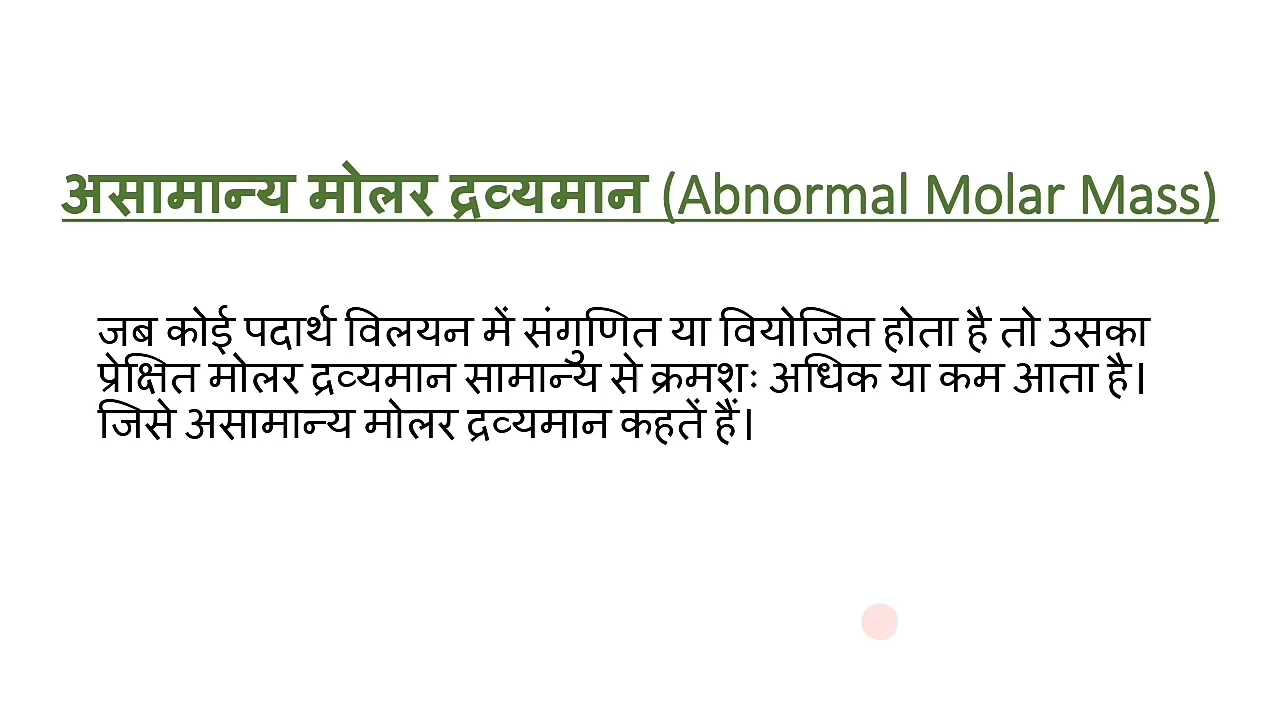 असामान्य मोलर द्रव्यमान (Abnormal Molar Mass)
जब कोई पदार्थ विलयन में संगुणित या वियोजित होता है तो उसका
प्रेक्षित मोलर द्रव्यमान सामान्य से क्रमशः अधिक या कम आता है।
जिसे असामान्य मोलर द्रव्यमान कहतें हैं।